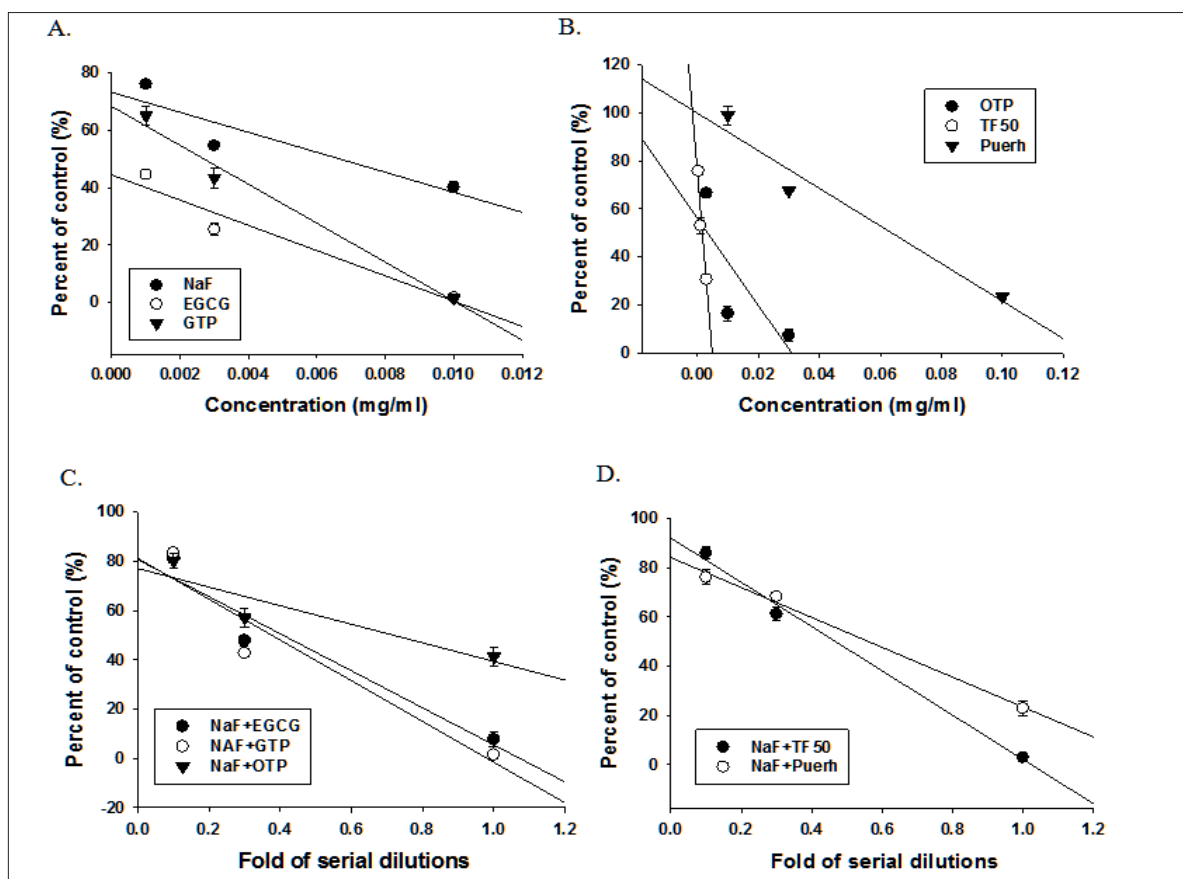 A.
80
60
40
20
0
Percent of control (%)
NaF
EGCG
GTP
0.000 0.002 0.004 0.006 0.008 0.010 0.012
Concentration (mg/ml)
B.
120
100
80
60
40
20
0
Percent of control (%)
OTP
TF50
Puerh
0.00 0.02 0.04 0.06 0.08 0.10 0.12
Concentration (mg/ml)
C.
100
80
60
40
20
0
-20
Percent of control (%)
NaF+EGCG
NAF+GTP
NaF+OTP
0.0 0.2 0.4 0.6 0.8 1.0 1.2
Fold of serial dilutions
D.
100
80
60
40
20
0
Percent of control (%)
NaF+TF50
NaF+Puerh
0.0 0.2 0.4 0.6 0.8 1.0 1.2
Fold of serial dilutions